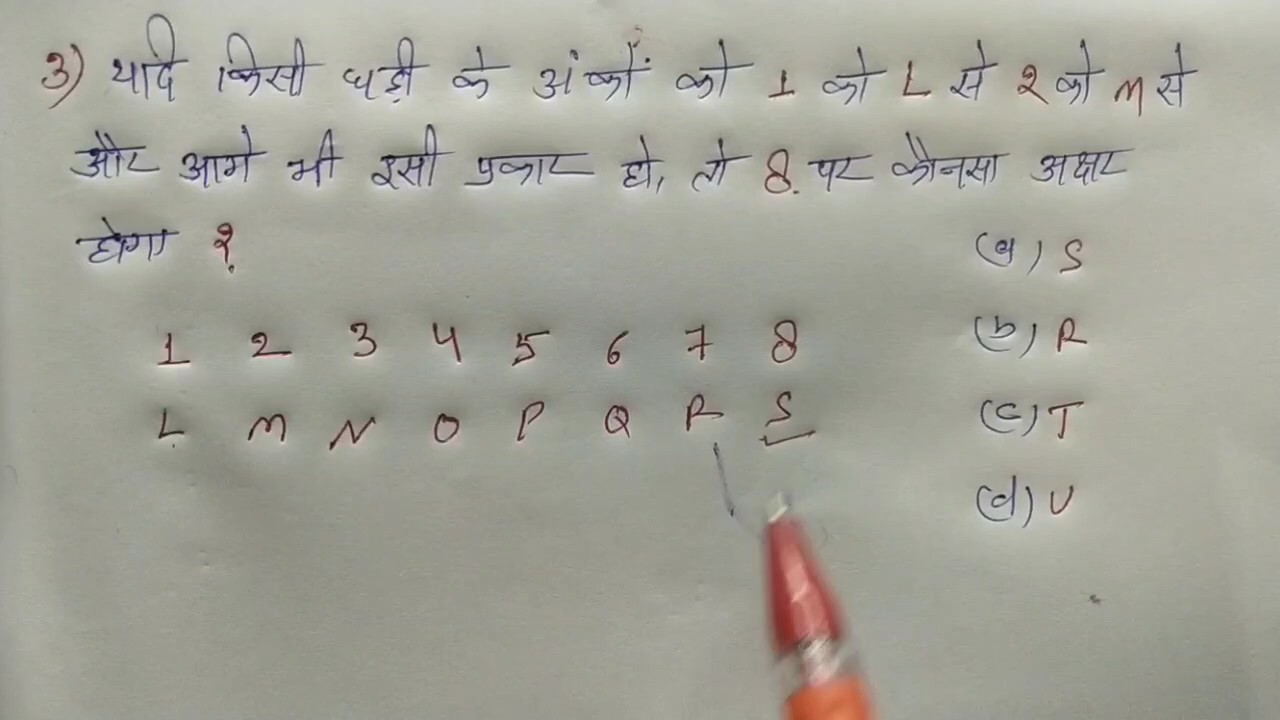 3) यदि किसी घड़ी के अंकों को 1 को L से 2 को M से
और आगे भी इसी प्रकार हो, तो 8 पर कौनसा अक्षर
होगा ?
(a) S
(b) R
(c) T
(d) U
1 2 3 4 5 6 7 8
L M N O P Q R S